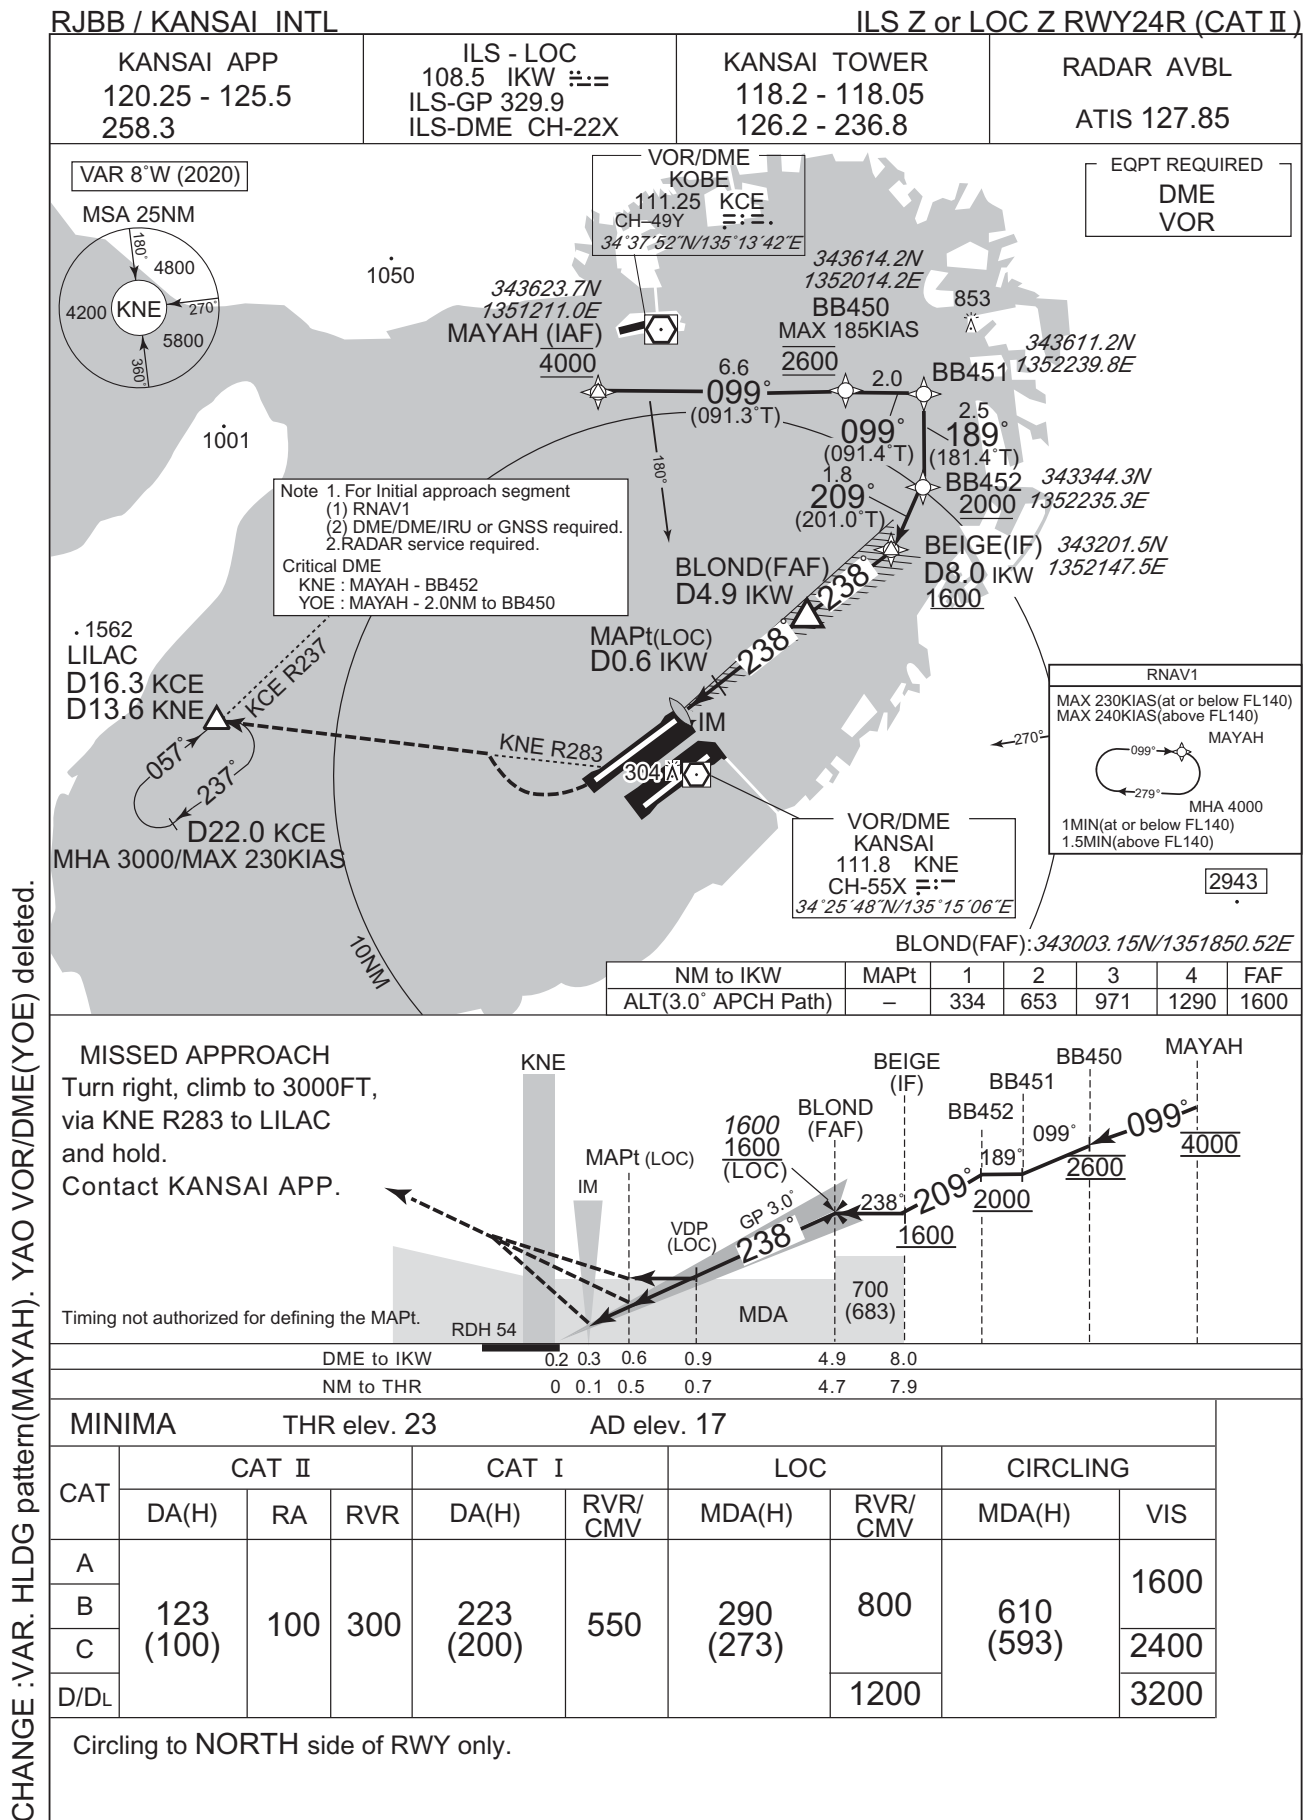 RJBB / KANSAI INTL
ILS Z or LOC Z RWY24R (CAT Ⅱ)
KANSAI APP
120.25 - 125.5
258.3
ILS - LOC
108.5 IKW
ILS-GP 329.9
ILS-DME CH-22X
KANSAI TOWER
118.2 - 118.05
126.2 - 236.8
RADAR AVBL
ATIS 127.85
VAR 8°W (2020)
MSA 25NM
180°
4800
4200
KNE
270°
5800
360°
VOR/DME
KOBE
111.25 KCE
CH-49Y
34°37´52˝N/135°13´42˝E
EQPT REQUIRED
DME
VOR
1050
343623.7N
1351211.0E
MAYAH (IAF)
4000
343614.2N
1352014.2E
BB450
MAX 185KIAS
2600
853
343611.2N
1352239.8E
BB451
6.6
099°
(091.3°T)
2.0
099°
(091.4°T)
2.5
189°
(181.4°T)
1001
180°
1.8
209°
(201.0°T)
BB452
2000
343344.3N
1352235.3E
Note 1. For Initial approach segment
(1) RNAV1
(2) DME/DME/IRU or GNSS required.
2.RADAR service required.
Critical DME
KNE : MAYAH - BB452
YOE : MAYAH - 2.0NM to BB450
BEIGE(IF)
D8.0 IKW
1600
343201.5N
1352147.5E
BLOND(FAF)
D4.9 IKW
238°
MAPt(LOC)
D0.6 IKW
238°
1562
LILAC
D16.3 KCE
D13.6 KNE
KCE R237
KNE R283
IM
304
057°
237°
D22.0 KCE
MHA 3000/MAX 230KIAS
10NM
270°
RNAV1
MAX 230KIAS(at or below FL140)
MAX 240KIAS(above FL140)
MAYAH
099°
279°
MHA 4000
1MIN(at or below FL140)
1.5MIN(above FL140)
VOR/DME
KANSAI
111.8 KNE
CH-55X
34°25´48˝N/135°15´06˝E
2943
BLOND(FAF):343003.15N/1351850.52E
NM to IKW MAPt 1 2 3 4 FAF
ALT(3.0° APCH Path) – 334 653 971 1290 1600
MISSED APPROACH
Turn right, climb to 3000FT,
via KNE R283 to LILAC
and hold.
Contact KANSAI APP.
KNE
MAPt (LOC)
IM
VDP
(LOC)
1600
1600
(LOC)
BLOND
(FAF)
BEIGE
(IF)
BB452
BB451
BB450
MAYAH
GP 3.0°
238°
238°
209°
189°
099°
099°
1600
2000
2600
4000
MDA
700
(683)
Timing not authorized for defining the MAPt.
RDH 54
DME to IKW 0.2 0.3 0.6 0.9 4.9 8.0
NM to THR 0 0.1 0.5 0.7 4.7 7.9
MINIMA THR elev. 23 AD elev. 17
CAT
CAT Ⅱ
CAT Ⅰ
LOC
CIRCLING
DA(H) RA RVR DA(H) RVR/CMV MDA(H) RVR/CMV MDA(H) VIS
A
B
C
D/DL
123
(100)
100
300
223
(200)
550
290
(273)
800
1200
610
(593)
1600
2400
3200
Circling to NORTH side of RWY only.
CHANGE :VAR. HLDG pattern(MAYAH). YAO VOR/DME(YOE) deleted.